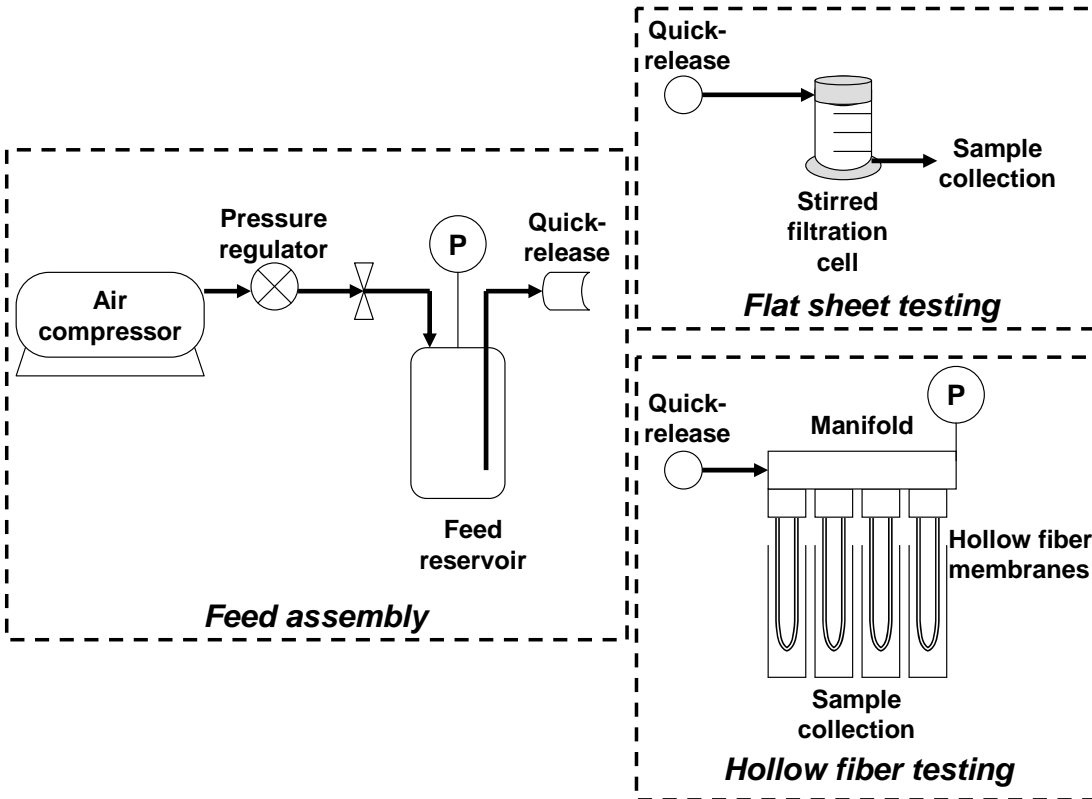 Pressure
regulator
P
Quick-
release
Air
compressor
Feed
reservoir
Feed assembly
Quick-
release
Sample
collection
Stirred
filtration
cell
Flat sheet testing
Quick-
release
Manifold
P
Hollow fiber
membranes
Sample
collection
Hollow fiber testing